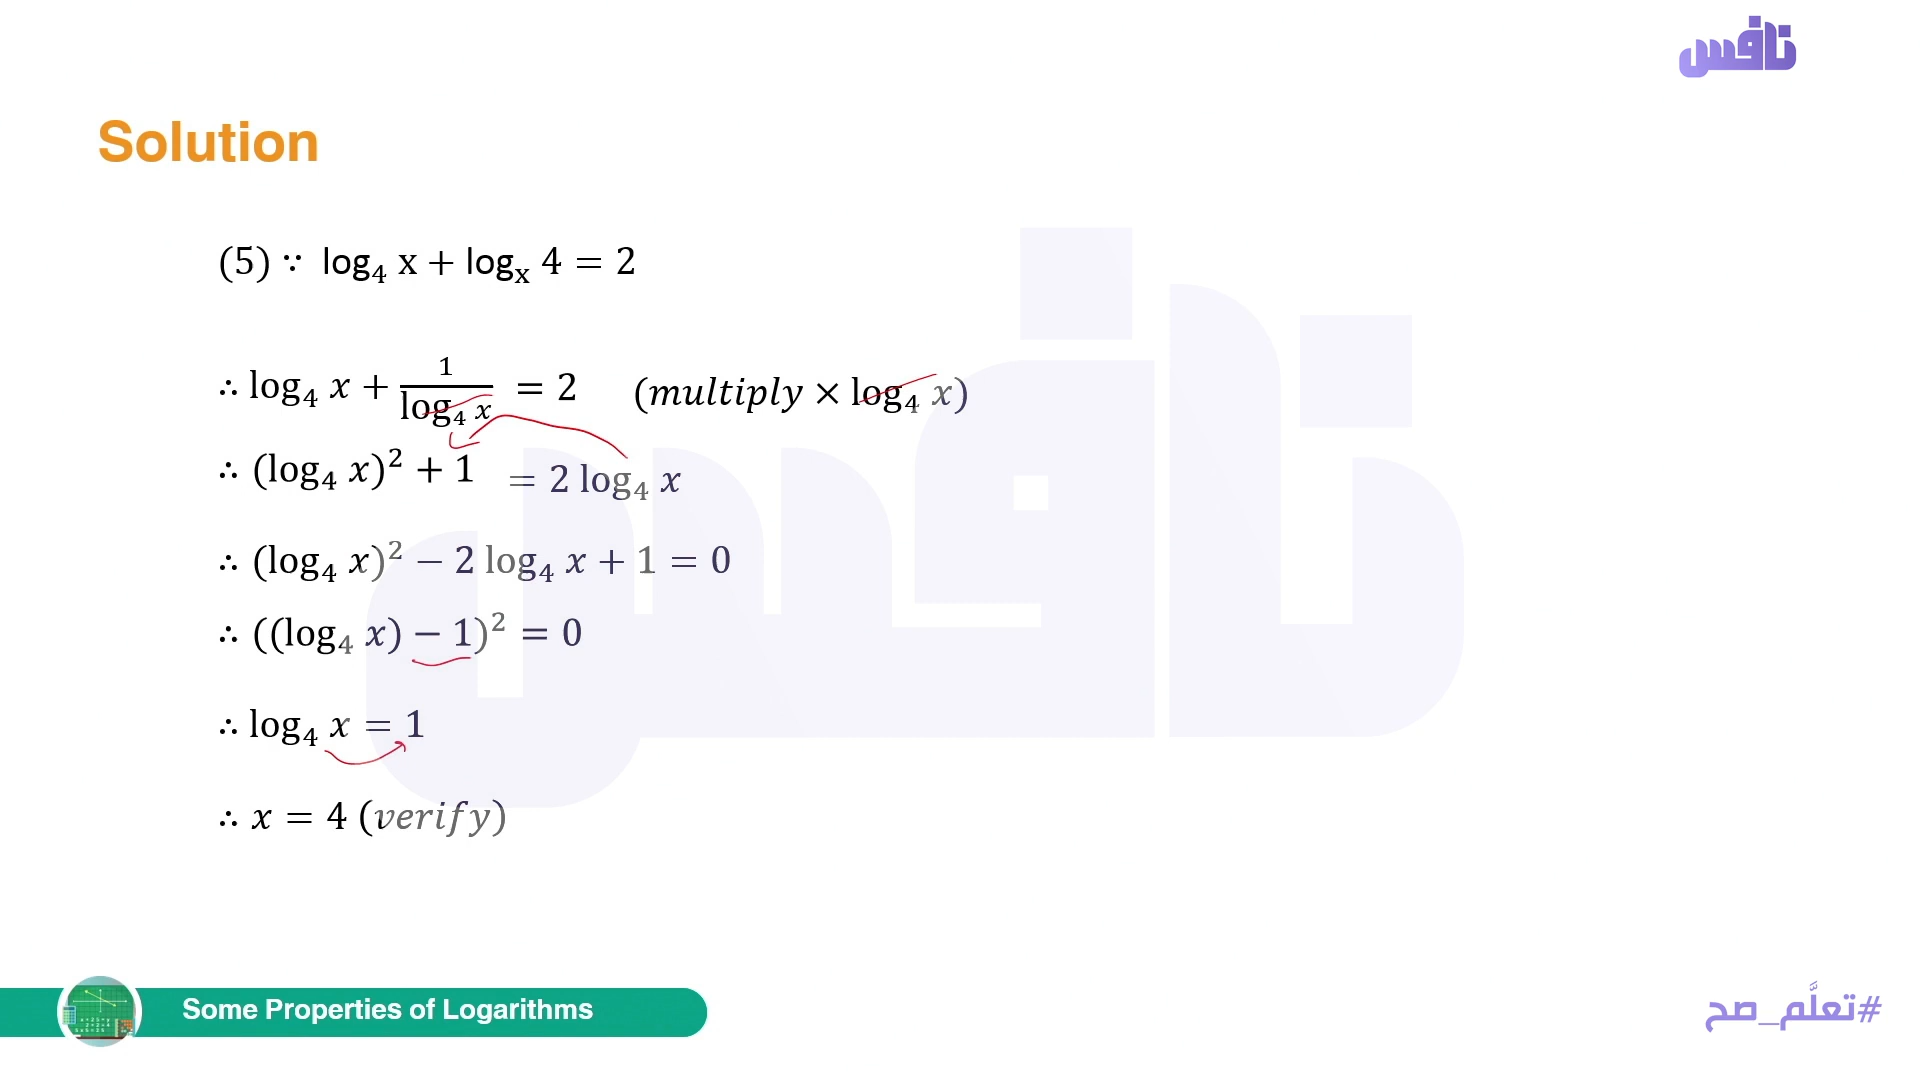 نافس
Solution
(5) ∵ log₄ x + logₓ 4 = 2
∴ log₄ x + 1/(log₄ x) = 2 (multiply × log₄ x)
∴ (log₄ x)² + 1 = 2 log₄ x
∴ (log₄ x)² − 2 log₄ x + 1 = 0
∴ ((log₄ x) − 1)² = 0
∴ log₄ x = 1
∴ x = 4 (verify)
Some Properties of Logarithms
#تعلَّم_صح